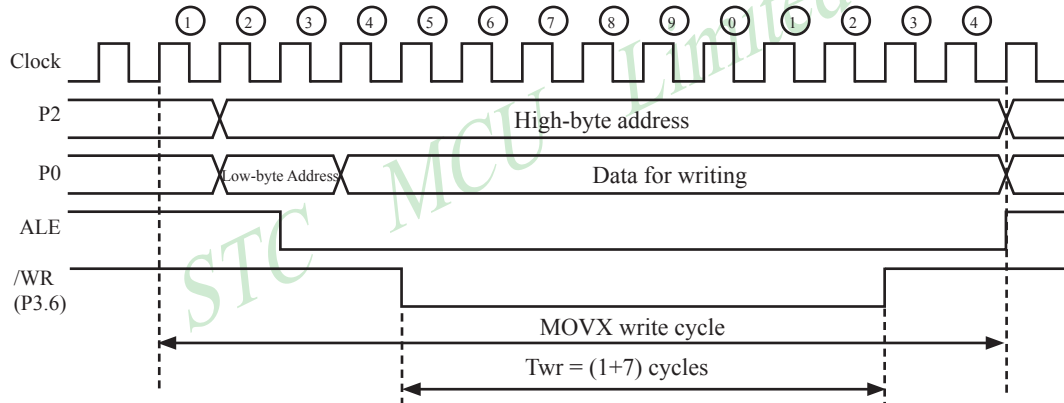 ① ② ③ ④ ⑤ ⑥ ⑦ ⑧ ⑨ ⓪ ① ② ③ ④
Clock
P2
High-byte address
P0
Low-byte Address
Data for writing
ALE
/WR
(P3.6)
MOVX write cycle
Twr = (1+7) cycles
STC MCU Limited